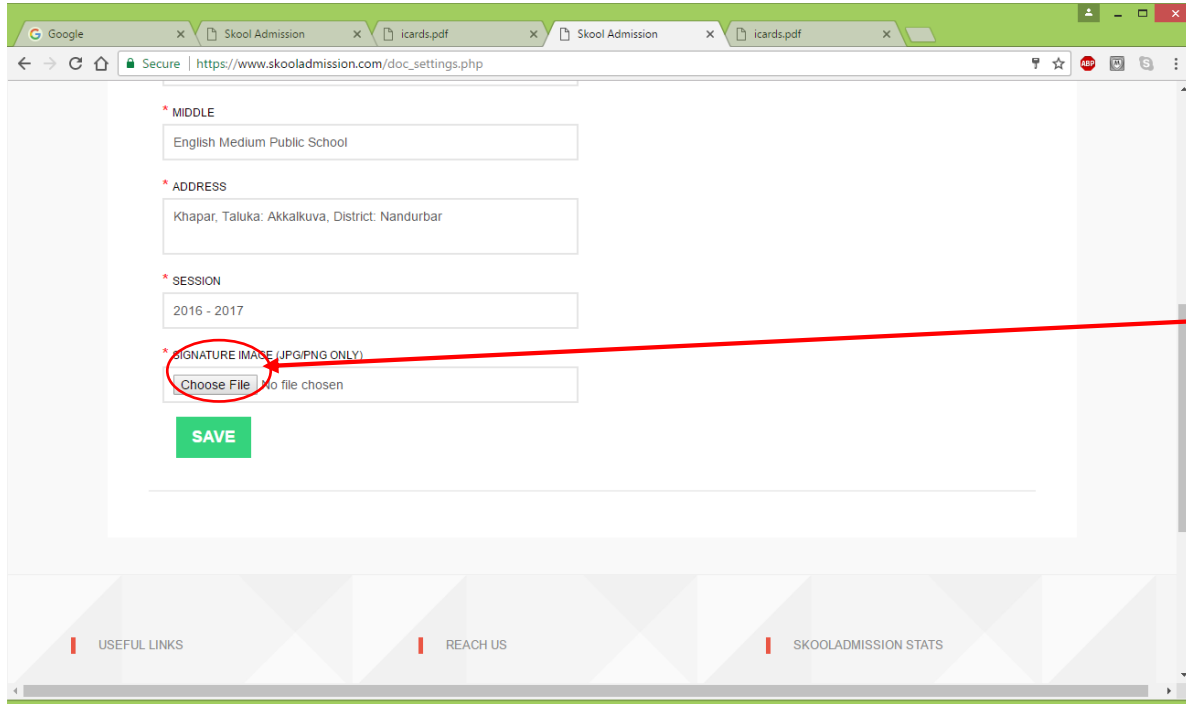 Google
Skool Admission
icards.pdf
Skool Admission
icards.pdf
Secure | https://www.skooladmission.com/doc_settings.php
ABP
* MIDDLE
English Medium Public School
* ADDRESS
Khapar, Taluka: Akkalkuva, District: Nandurbar
* SESSION
2016 - 2017
* SIGNATURE IMAGE (JPG/PNG ONLY)
Choose File No file chosen
SAVE
USEFUL LINKS
REACH US
SKOOLADMISSION STATS